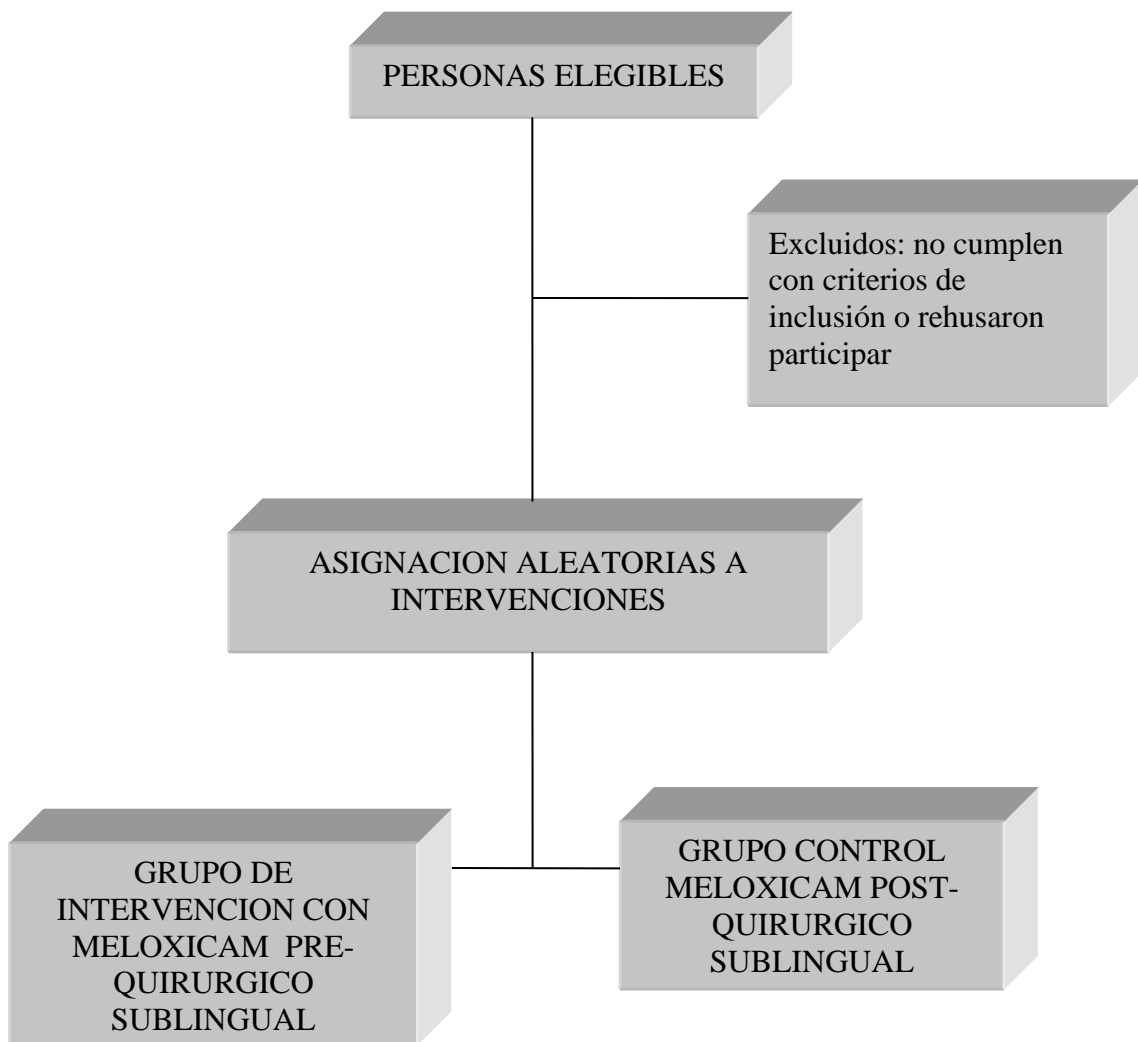 PERSONAS ELEGIBLES
Excluidos: no cumplen
con criterios de
inclusión o rehusaron
participar
ASIGNACION ALEATORIAS A
INTERVENCIONES
GRUPO DE
INTERVENCION CON
MELOXICAM PRE-
QUIRURGICO
SUBLINGUAL
GRUPO CONTROL
MELOXICAM POST-
QUIRURGICO
SUBLINGUAL